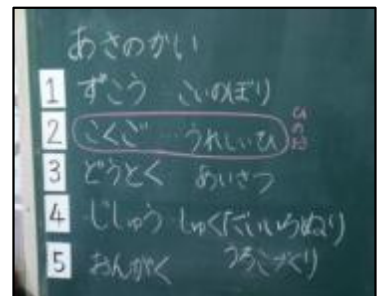 あさのかい
1 ずこう こいのぼり
2 こくご…うれしいひ
3 どうとく あいさつ
4 じしゅう しゅくだいいろぬり
5 おんがく うろこづくり